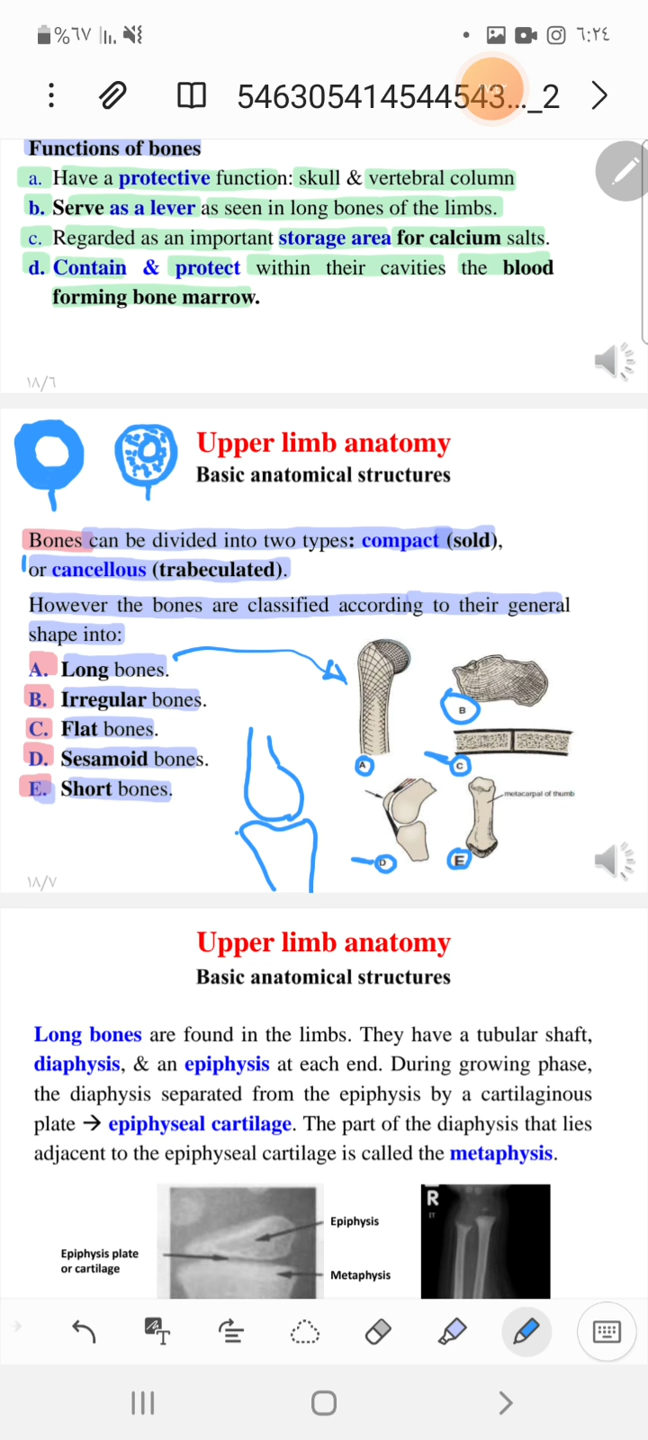 %٦٧
٦:٢٤
546305414544543..._2
Functions of bones
a. Have a protective function: skull & vertebral column
b. Serve as a lever as seen in long bones of the limbs.
c. Regarded as an important storage area for calcium salts.
d. Contain & protect within their cavities the blood
forming bone marrow.
١٨/٦
Upper limb anatomy
Basic anatomical structures
Bones can be divided into two types: compact (sold),
or cancellous (trabeculated).
However the bones are classified according to their general
shape into:
A. Long bones.
B. Irregular bones.
C. Flat bones.
D. Sesamoid bones.
E. Short bones.
B
A
C
metacarpal of thumb
D
E
١٨/٧
Upper limb anatomy
Basic anatomical structures
Long bones are found in the limbs. They have a tubular shaft,
diaphysis, & an epiphysis at each end. During growing phase,
the diaphysis separated from the epiphysis by a cartilaginous
plate → epiphyseal cartilage. The part of the diaphysis that lies
adjacent to the epiphyseal cartilage is called the metaphysis.
R
Epiphysis
Epiphysis plate
or cartilage
Metaphysis